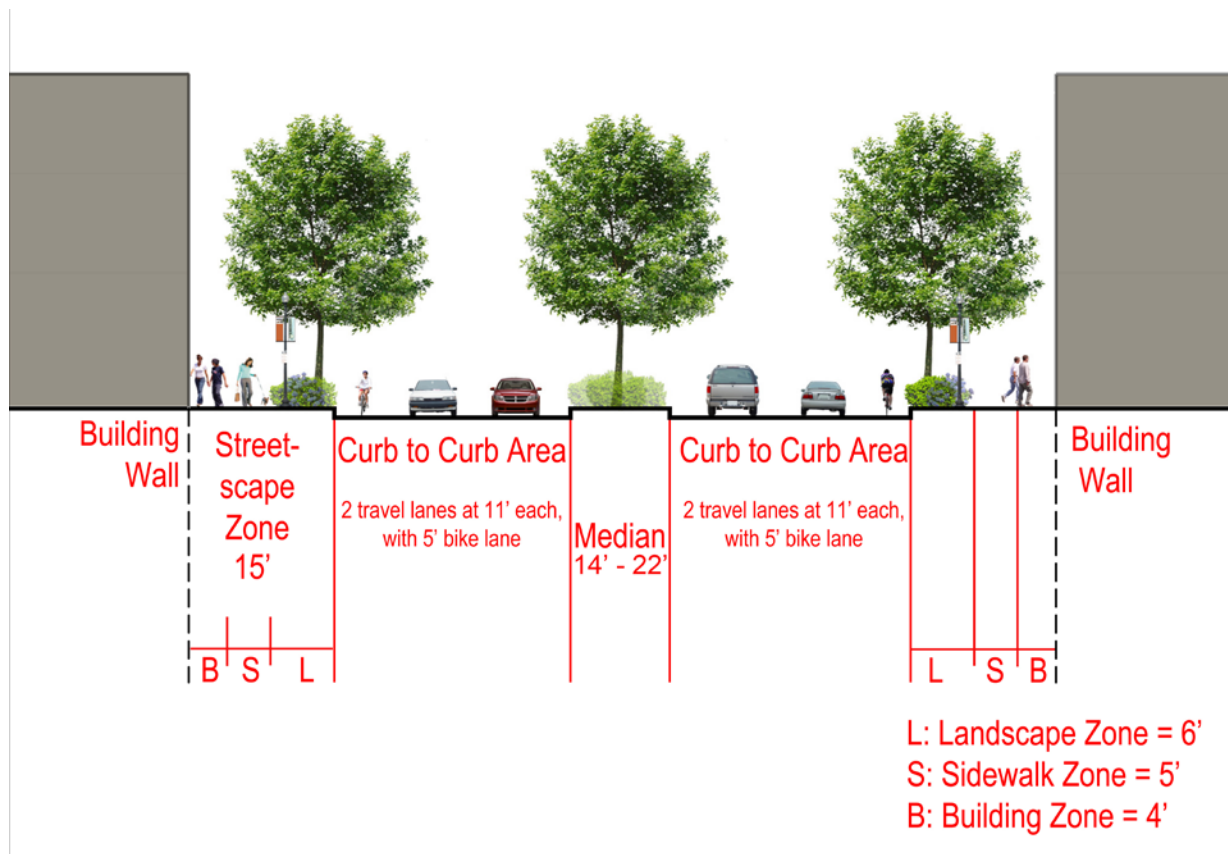 Building
Wall
Street-
scape
Zone
15’
Curb to Curb Area
2 travel lanes at 11’ each,
with 5’ bike lane
Median
14’ - 22’
Curb to Curb Area
2 travel lanes at 11’ each,
with 5’ bike lane
Building
Wall
B S L
L S B
L: Landscape Zone = 6’
S: Sidewalk Zone = 5’
B: Building Zone = 4’